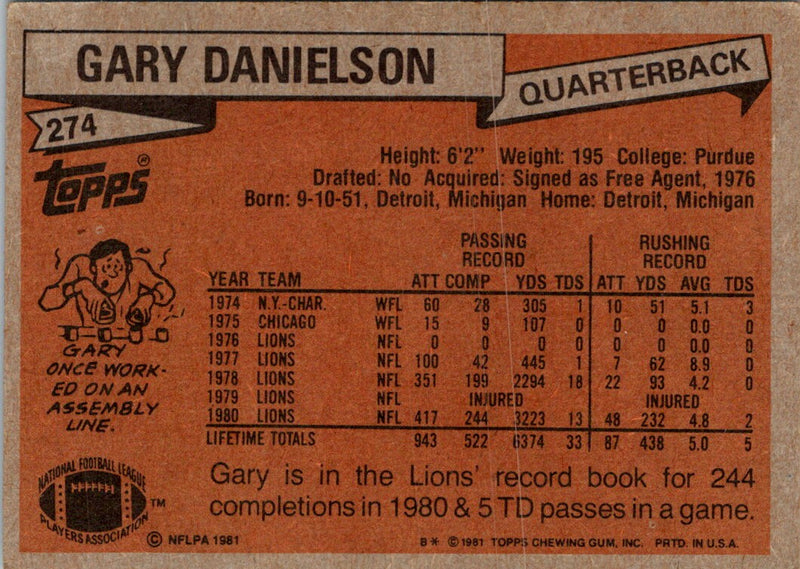 GARY DANIELSON
QUARTERBACK
274
Topps®
Height: 6'2" Weight: 195 College: Purdue
Drafted: No Acquired: Signed as Free Agent, 1976
Born: 9-10-51, Detroit, Michigan Home: Detroit, Michigan
PASSING RECORD RUSHING RECORD
YEAR TEAM ATT COMP YDS TDS ATT YDS AVG TDS
1974 N.Y.-CHAR. WFL 60 28 305 1 10 51 5.1 3
1975 CHICAGO WFL 15 9 107 0 0 0 0.0 0
1976 LIONS NFL 0 0 0 0 0 0 0.0 0
1977 LIONS NFL 100 42 445 1 7 62 8.9 0
1978 LIONS NFL 351 199 2294 18 22 93 4.2 0
1979 LIONS NFL INJURED INJURED
1980 LIONS NFL 417 244 3223 13 48 232 4.8 2
LIFETIME TOTALS 943 522 6374 33 87 438 5.0 5
GARY
ONCE WORK-
ED ON AN
ASSEMBLY
LINE.
Gary is in the Lions' record book for 244
completions in 1980 & 5 TD passes in a game.
NATIONAL FOOTBALL LEAGUE
PLAYERS ASSOCIATION
™
© NFLPA 1981
B* © 1981 TOPPS CHEWING GUM, INC. PRTD. IN U.S.A.